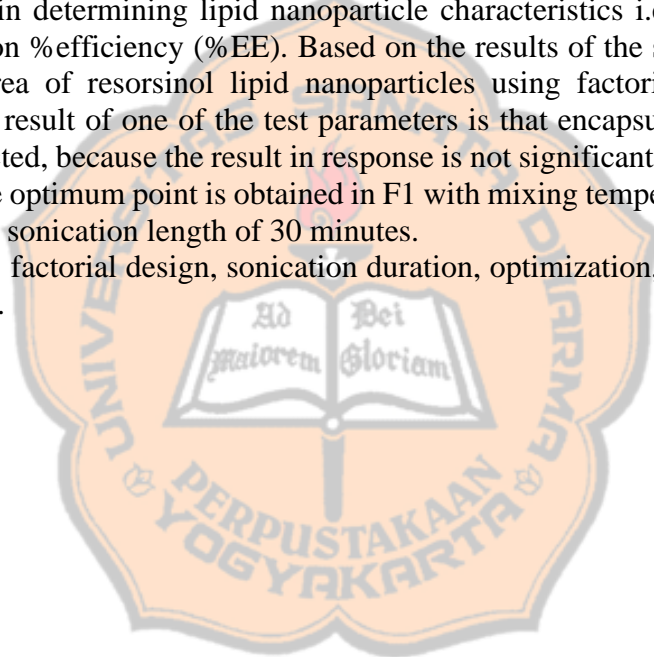 in determining lipid nanoparticle characteristics i.e
on %efficiency (%EE). Based on the results of the s
rea of resorsinol lipid nanoparticles using factori
result of one of the test parameters is that encapsu
ted, because the result in response is not significant
e optimum point is obtained in F1 with mixing tempe
sonication length of 30 minutes.
factorial design, sonication duration, optimization.
.
UNIVERSITAS SANATA DHARMA
Ad Dei
Maiorem Gloriam
PERPUSTAKAAN
YOGYAKARTA